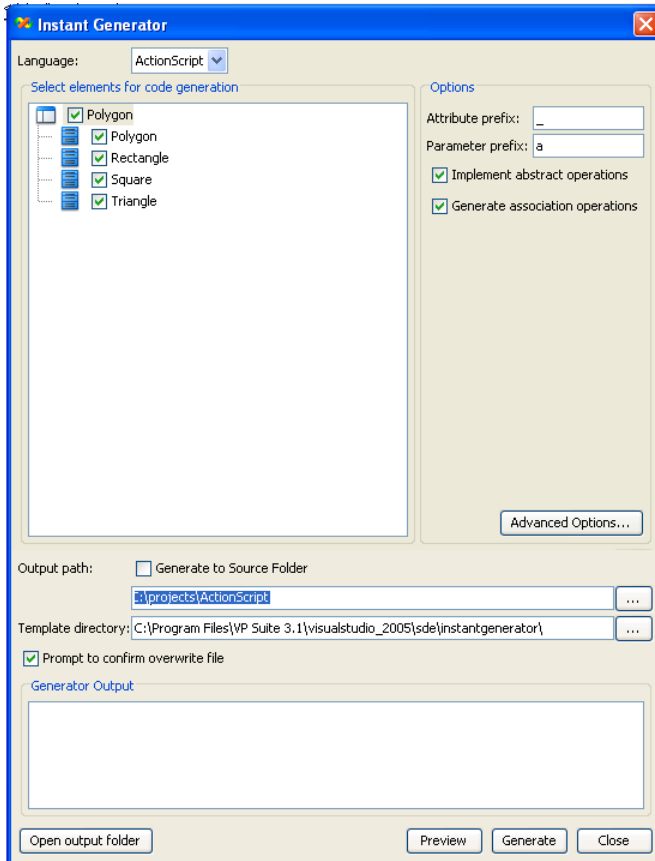 Instant Generator
Language: ActionScript
Select elements for code generation
Polygon
Polygon
Rectangle
Square
Triangle
Options
Attribute prefix: _
Parameter prefix: a
Implement abstract operations
Generate association operations
Advanced Options...
Output path: Generate to Source Folder
C:\projects\ActionScript
...
Template directory: C:\Program Files\VP Suite 3.1\visualstudio_2005\sde\instantgenerator\
...
Prompt to confirm overwrite file
Generator Output
Open output folder Preview Generate Close